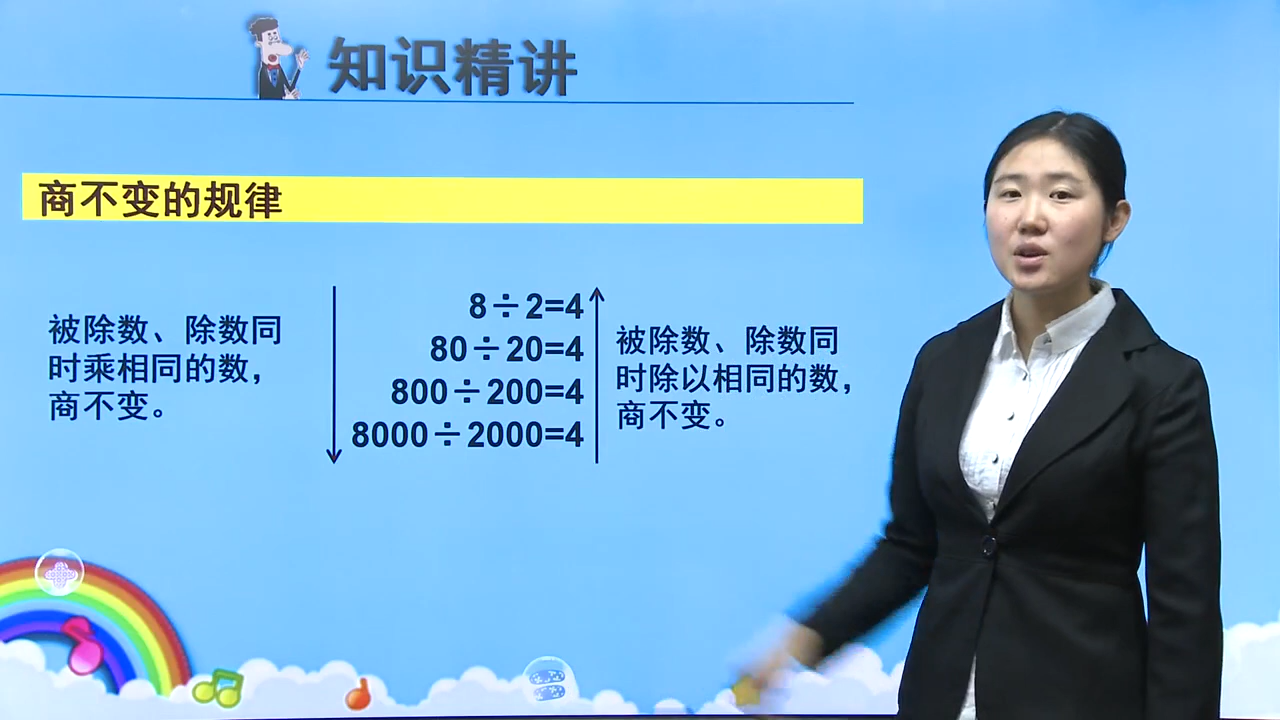 知识精讲
商不变的规律
被除数、除数同
时乘相同的数，
商不变。
8÷2=4
80÷20=4
800÷200=4
8000÷2000=4
被除数、除数同
时除以相同的数，
商不变。